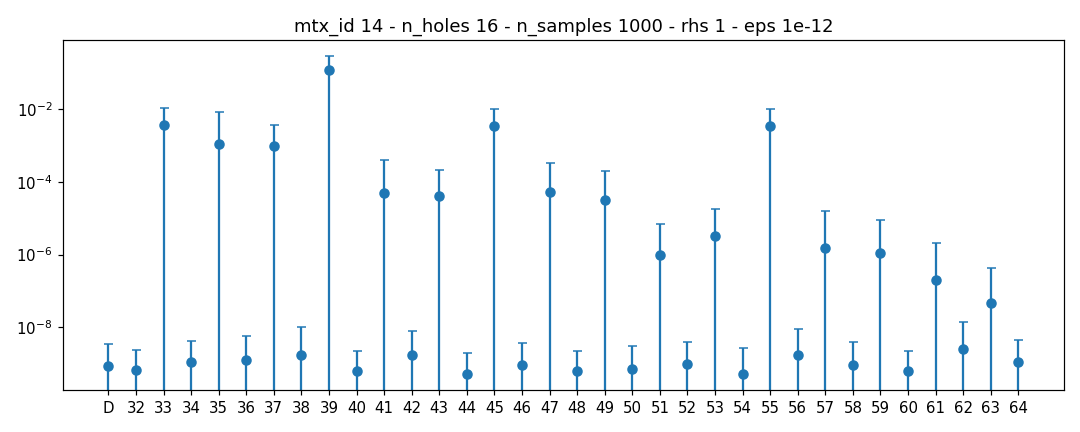 mtx_id 14 - n_holes 16 - n_samples 1000 - rhs 1 - eps 1e-12
10⁻²
10⁻⁴
10⁻⁶
10⁻⁸
D 32 33 34 35 36 37 38 39 40 41 42 43 44 45 46 47 48 49 50 51 52 53 54 55 56 57 58 59 60 61 62 63 64